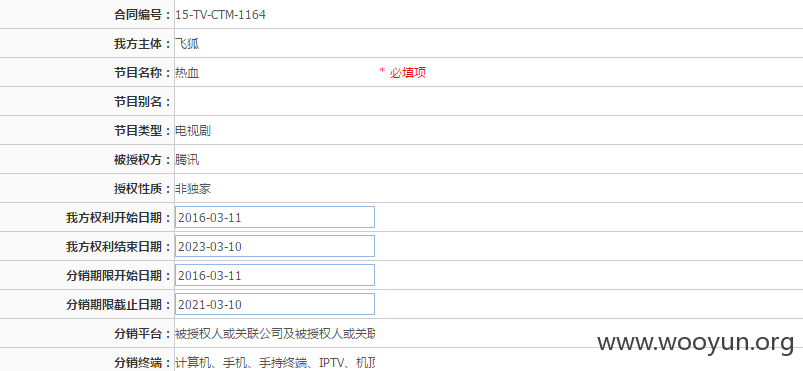 合同编号：15-TV-CTM-1164
我方主体：飞狐
节目名称：热血 * 必填项
节目别名：
节目类型：电视剧
被授权方：腾讯
授权性质：非独家
我方权利开始日期：2016-03-11
我方权利结束日期：2023-03-10
分销期限开始日期：2016-03-11
分销期限截止日期：2021-03-10
分销平台：被授权人或关联公司及被授权人或关联
分销终端：计算机、手机、手持终端、IPTV、机顶
www.wooyun.org